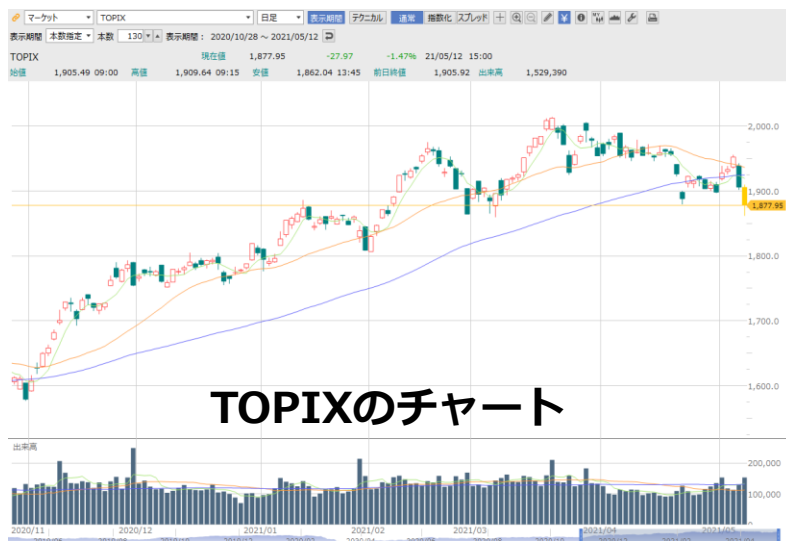 マーケット TOPIX 日足 表示期間 テクニカル 通常 指数化 スプレッド
表示期間 本数指定 本数 130 表示期間： 2020/10/28 ～ 2021/05/12
TOPIX 現在値 1,877.95 -27.97 -1.47% 21/05/12 15:00
始値 1,905.49 09:00 高値 1,909.64 09:15 安値 1,862.04 13:45 前日終値 1,905.92 出来高 1,529,390
2,000.0
1,900.0
1,877.95
1,800.0
1,700.0
1,600.0
TOPIXのチャート
出来高
200,000
100,000
0
2020/11 2020/12 2021/01 2021/02 2021/03 2021/04 2021/05